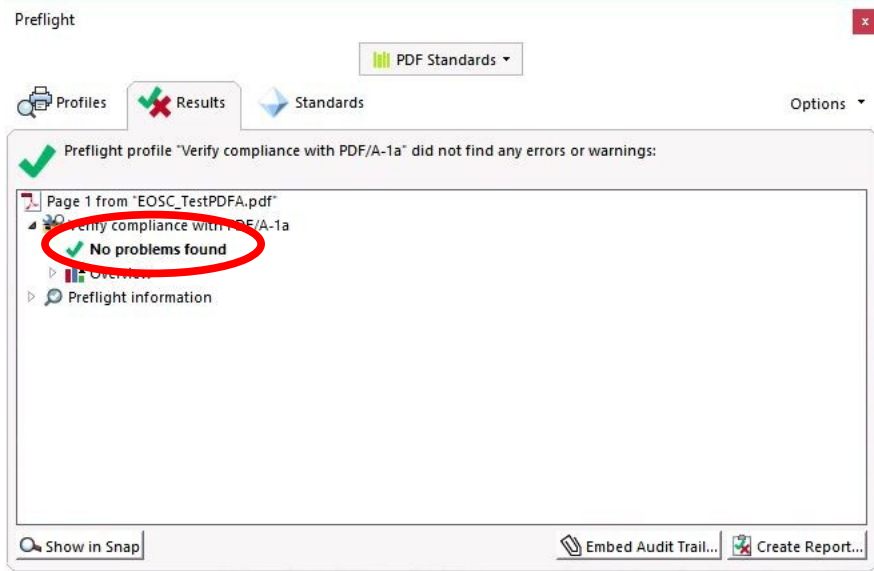 Preflight
x
PDF Standards
Profiles
Results
Standards
Options
Preflight profile "Verify compliance with PDF/A-1a" did not find any errors or warnings:
Page 1 from "EOSC_TestPDFA.pdf"
Verify compliance with PDF/A-1a
No problems found
Overview
Preflight information
Show in Snap
Embed Audit Trail...
Create Report...